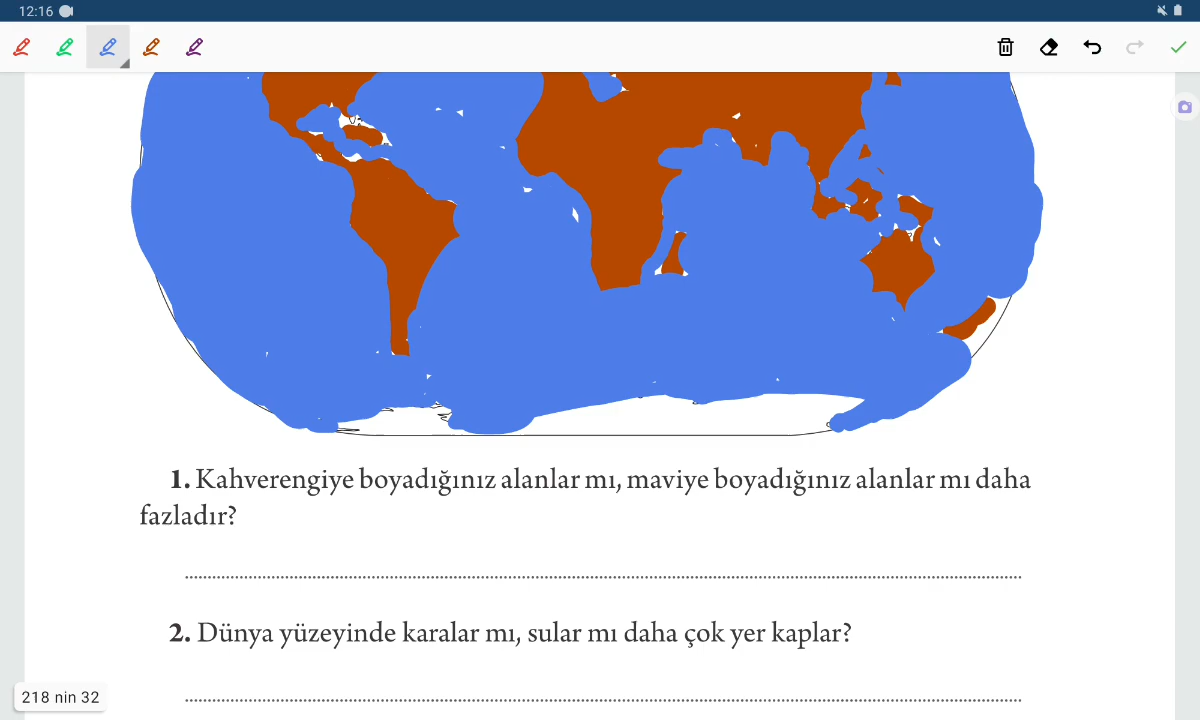 12:16
1. Kahverengiye boyadığınız alanlar mı, maviye boyadığınız alanlar mı daha
fazladır?
2. Dünya yüzeyinde karalar mı, sular mı daha çok yer kaplar?
218 nin 32